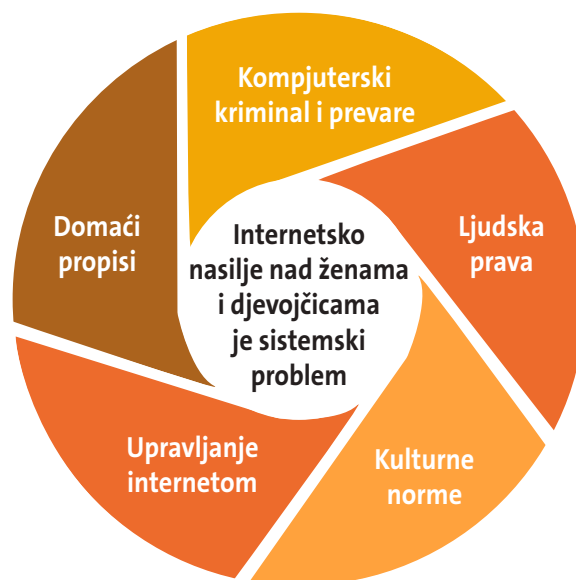 Kompjuterski
kriminal i prevare
Ljudska
prava
Kulturne
norme
Upravljanje
internetom
Domaći
propisi
Internetsko
nasilje nad ženama
i djevojčicama
je sistemski
problem